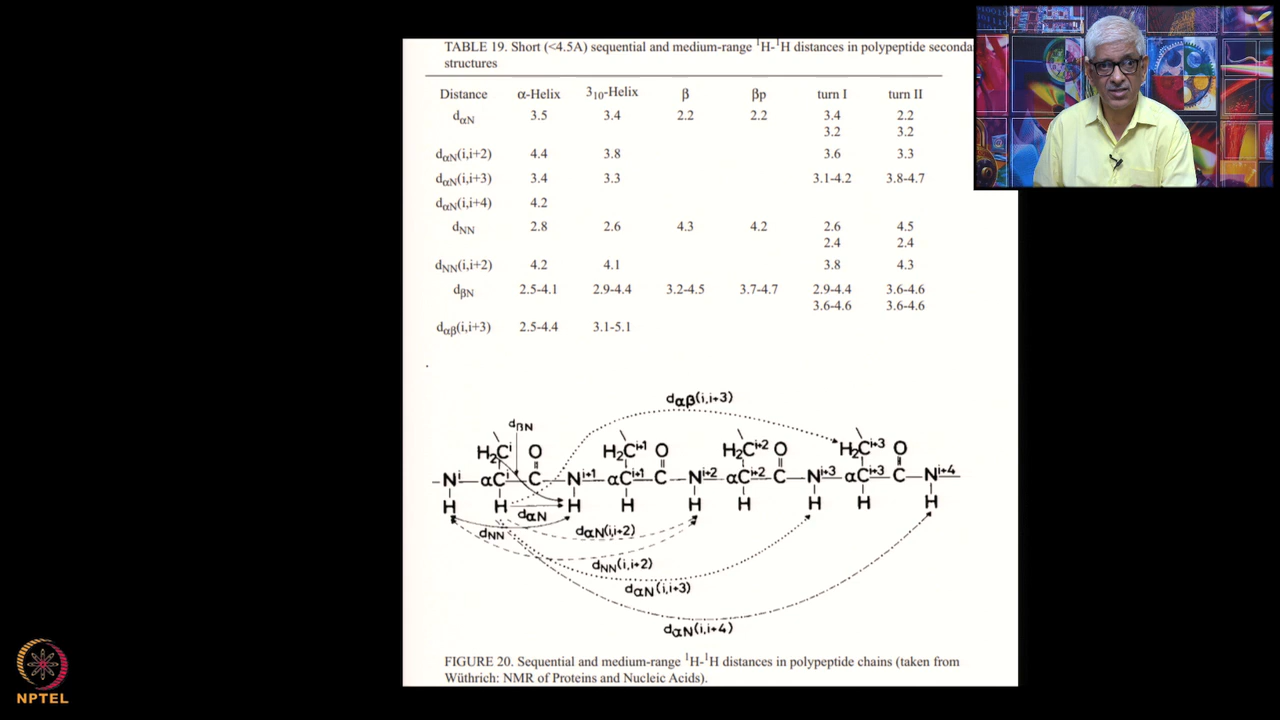 TABLE 19. Short (<4.5A) sequential and medium-range ¹H-¹H distances in polypeptide seconda
structures
Distance α-Helix 3₁₀-Helix β βp turn I turn II
dαN 3.5 3.4 2.2 2.2 3.4 2.2
3.2 3.2
dαN(i,i+2) 4.4 3.8 3.6 3.3
dαN(i,i+3) 3.4 3.3 3.1-4.2 3.8-4.7
dαN(i,i+4) 4.2
dNN 2.8 2.6 4.3 4.2 2.6 4.5
2.4 2.4
dNN(i,i+2) 4.2 4.1 3.8 4.3
dβN 2.5-4.1 2.9-4.4 3.2-4.5 3.7-4.7 2.9-4.4 3.6-4.6
3.6-4.6 3.6-4.6
dαβ(i,i+3) 2.5-4.4 3.1-5.1
dαβ(i,i+3)
dβN
H₂Cⁱ O H₂Cⁱ⁺¹ O H₂Cⁱ⁺² O H₂Cⁱ⁺³ O
Nⁱ αCⁱ C Nⁱ⁺¹ αCⁱ⁺¹ C Nⁱ⁺² αCⁱ⁺² C Nⁱ⁺³ αCⁱ⁺³ C Nⁱ⁺⁴
H H H H H H H H H
dαN
dNN dαN(i,i+2)
dNN(i,i+2)
dαN(i,i+3)
dαN(i,i+4)
FIGURE 20. Sequential and medium-range ¹H-¹H distances in polypeptide chains (taken from
Wüthrich: NMR of Proteins and Nucleic Acids).
NPTEL